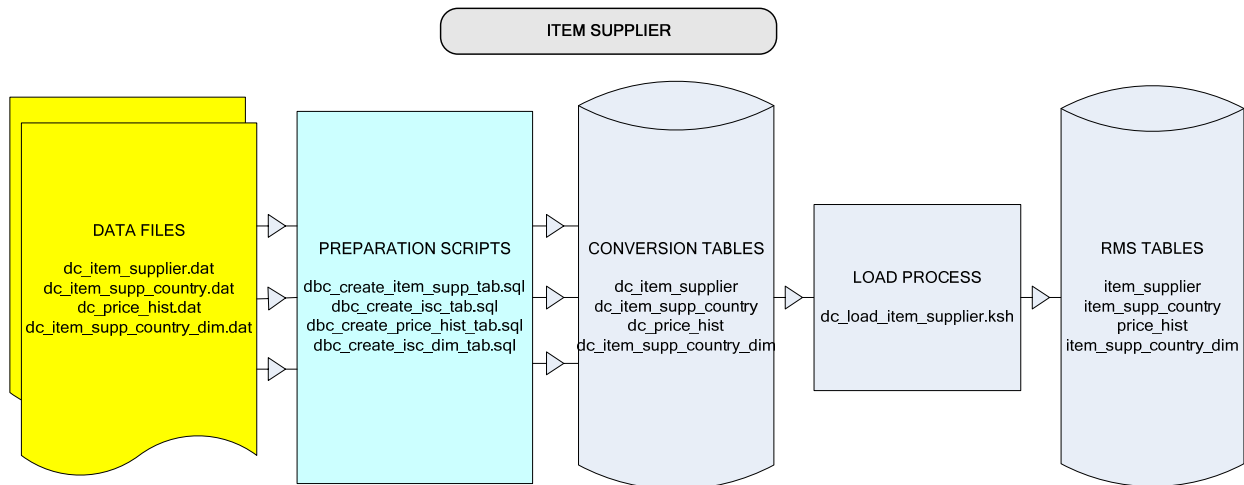 ITEM SUPPLIER
DATA FILES
dc_item_supplier.dat
dc_item_supp_country.dat
dc_price_hist.dat
dc_item_supp_country_dim.dat
PREPARATION SCRIPTS
dbc_create_item_supp_tab.sql
dbc_create_isc_tab.sql
dbc_create_price_hist_tab.sql
dbc_create_isc_dim_tab.sql
CONVERSION TABLES
dc_item_supplier
dc_item_supp_country
dc_price_hist
dc_item_supp_country_dim
LOAD PROCESS
dc_load_item_supplier.ksh
RMS TABLES
item_supplier
item_supp_country
price_hist
item_supp_country_dim